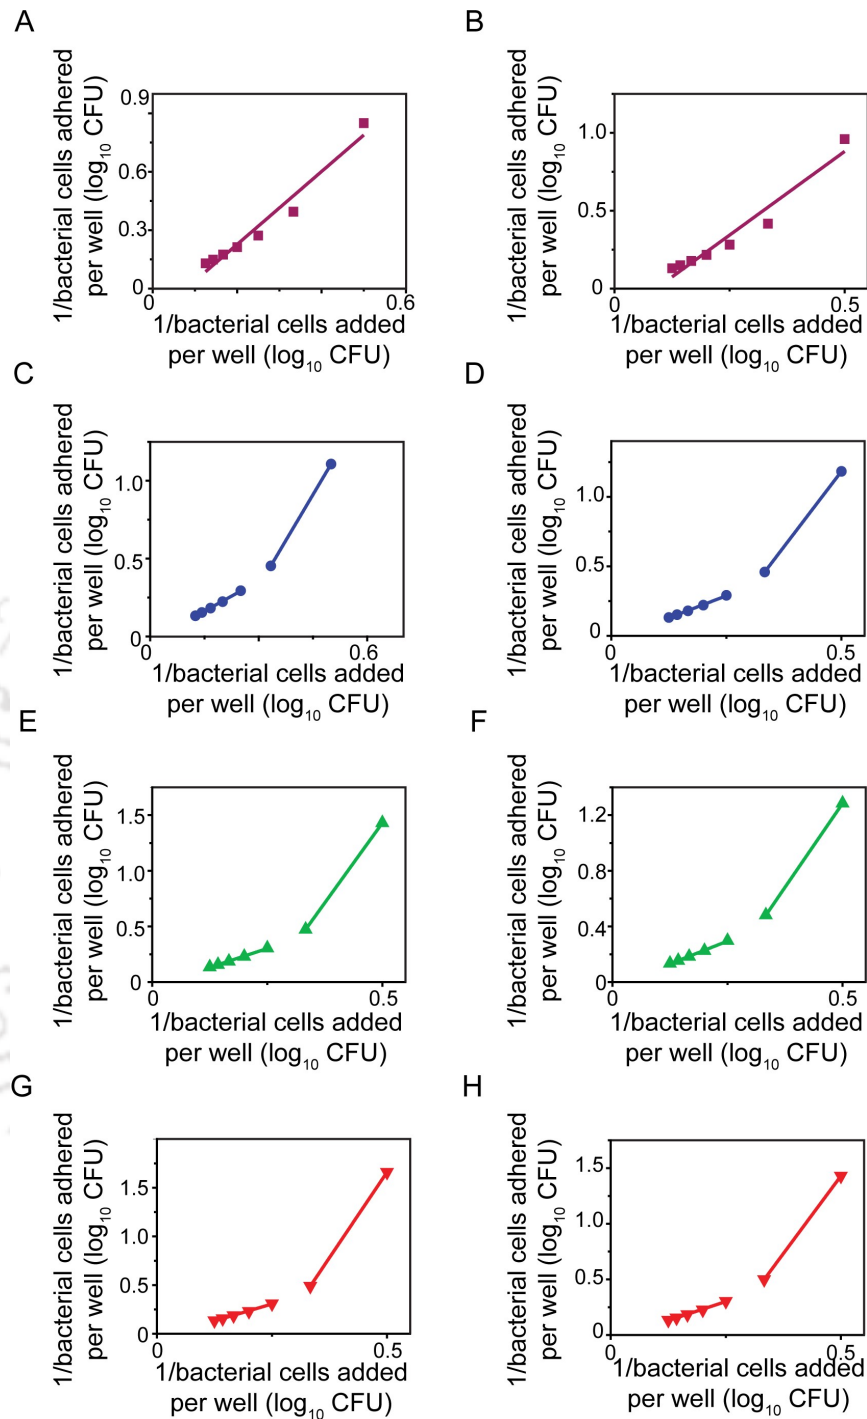 A
1/bacterial cells adhered
per well (log10 CFU)
0.9
0.6
0.3
0
0
0.6
1/bacterial cells added
per well (log10 CFU)
B
1/bacterial cells adhered
per well (log10 CFU)
1.0
0.5
0
0
0.5
1/bacterial cells added
per well (log10 CFU)
C
1/bacterial cells adhered
per well (log10 CFU)
1.0
0.5
0
0
0.6
1/bacterial cells added
per well (log10 CFU)
D
1/bacterial cells adhered
per well (log10 CFU)
1.0
0.5
0
0
0.5
1/bacterial cells added
per well (log10 CFU)
E
1/bacterial cells adhered
per well (log10 CFU)
1.5
1.0
0.5
0
0
0.5
1/bacterial cells added
per well (log10 CFU)
F
1/bacterial cells adhered
per well (log10 CFU)
1.2
0.8
0.4
0
0
0.5
1/bacterial cells added
per well (log10 CFU)
G
1/bacterial cells adhered
per well (log10 CFU)
1.5
1.0
0.5
0
0
0.5
1/bacterial cells added
per well (log10 CFU)
H
1/bacterial cells adhered
per well (log10 CFU)
1.5
1.0
0.5
0
0
0.5
1/bacterial cells added
per well (log10 CFU)